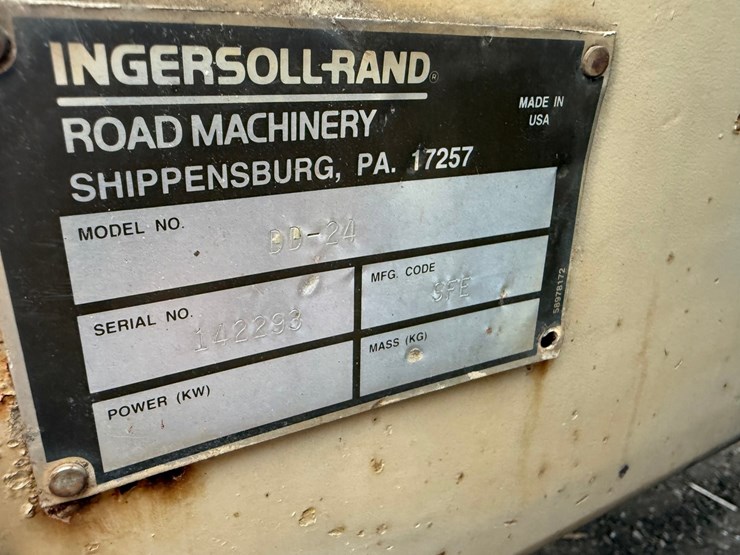 INGERSOLL-RAND®
ROAD MACHINERY
MADE IN
USA
SHIPPENSBURG, PA. 17257
MODEL NO. DD-24
SERIAL NO. 142293
MFG. CODE SFE
POWER (KW)
MASS (KG)
58978172